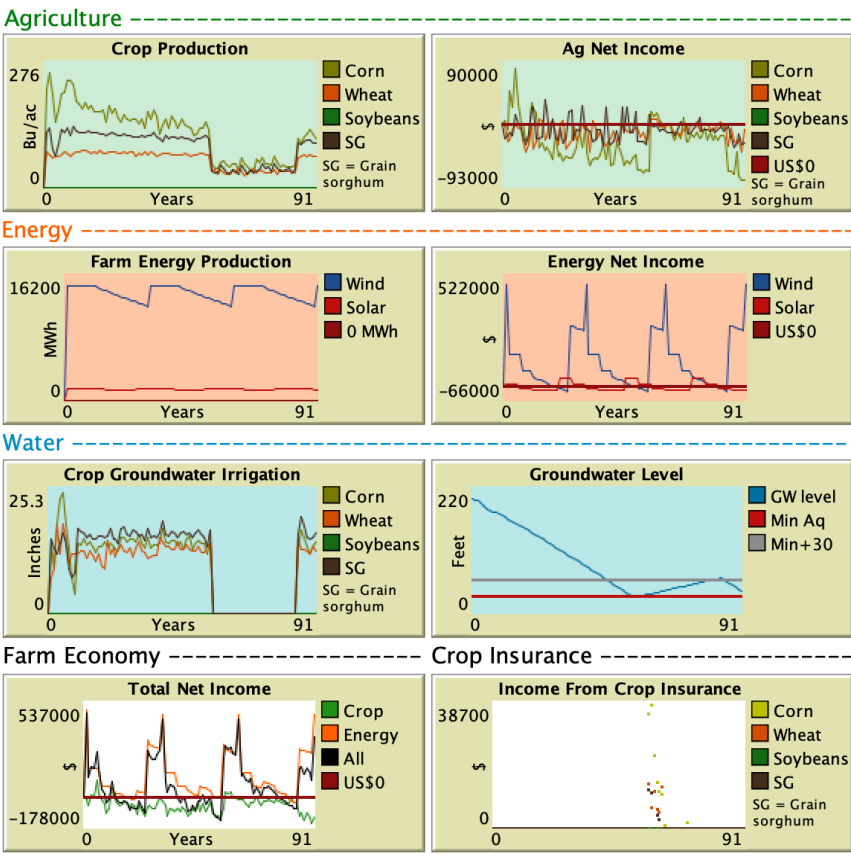 Agriculture
Crop Production
276
Bu/ac
0
0
Years
91
Corn
Wheat
Soybeans
SG
SG = Grain
sorghum
Ag Net Income
90000
$
-93000
0
Years
91
Corn
Wheat
Soybeans
SG
US$0
SG = Grain
sorghum
Energy
Farm Energy Production
16200
MWh
0
0
Years
91
Wind
Solar
0 MWh
Energy Net Income
522000
$
-66000
0
Years
91
Wind
Solar
US$0
Water
Crop Groundwater Irrigation
25.3
Inches
0
0
Years
91
Corn
Wheat
Soybeans
SG
SG = Grain
sorghum
Groundwater Level
220
Feet
0
0
91
GW level
Min Aq
Min+30
Farm Economy
Total Net Income
537000
$
-178000
0
Years
91
Crop
Energy
All
US$0
Crop Insurance
Income From Crop Insurance
38700
$
0
0
91
Corn
Wheat
Soybeans
SG
SG = Grain
sorghum